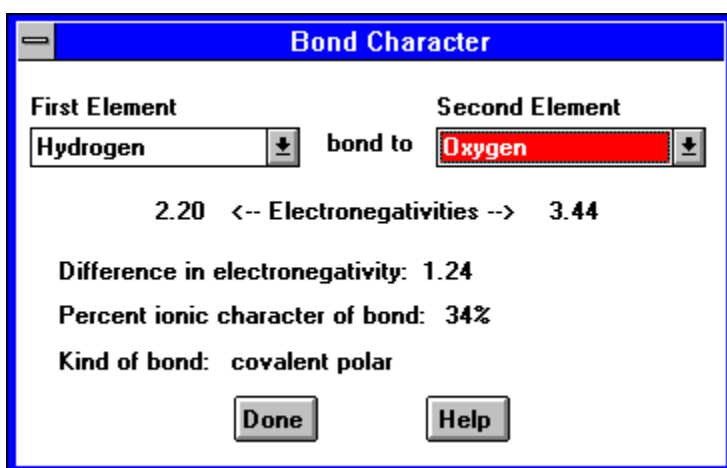 Bond Character
First Element Second Element
Hydrogen bond to Oxygen
2.20 <-- Electronegativities --> 3.44
Difference in electronegativity: 1.24
Percent ionic character of bond: 34%
Kind of bond: covalent polar
Done Help